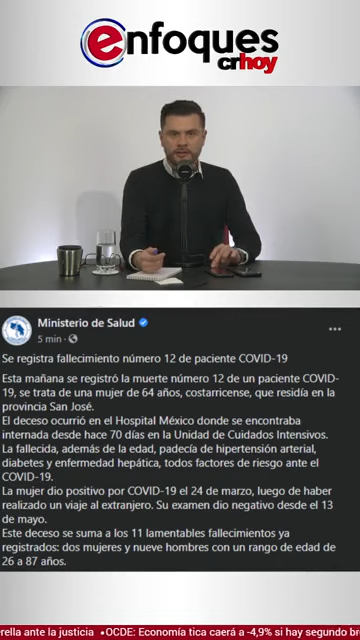 enfoques
crhoy
Ministerio de Salud
5 min ·
Se registra fallecimiento número 12 de paciente COVID-19
Esta mañana se registró la muerte número 12 de un paciente COVID-
19, se trata de una mujer de 64 años, costarricense, que residía en la
provincia San José.
El deceso ocurrió en el Hospital México donde se encontraba
internada desde hace 70 días en la Unidad de Cuidados Intensivos.
La fallecida, además de la edad, padecía de hipertensión arterial,
diabetes y enfermedad hepática, todos factores de riesgo ante el
COVID-19.
La mujer dio positivo por COVID-19 el 24 de marzo, luego de haber
realizado un viaje al extranjero. Su examen dio negativo desde el 13
de mayo.
Este deceso se suma a los 11 lamentables fallecimientos ya
registrados: dos mujeres y nueve hombres con un rango de edad de
26 a 87 años.
erella ante la justicia •OCDE: Economía tica caerá a -4,9% si hay segundo br